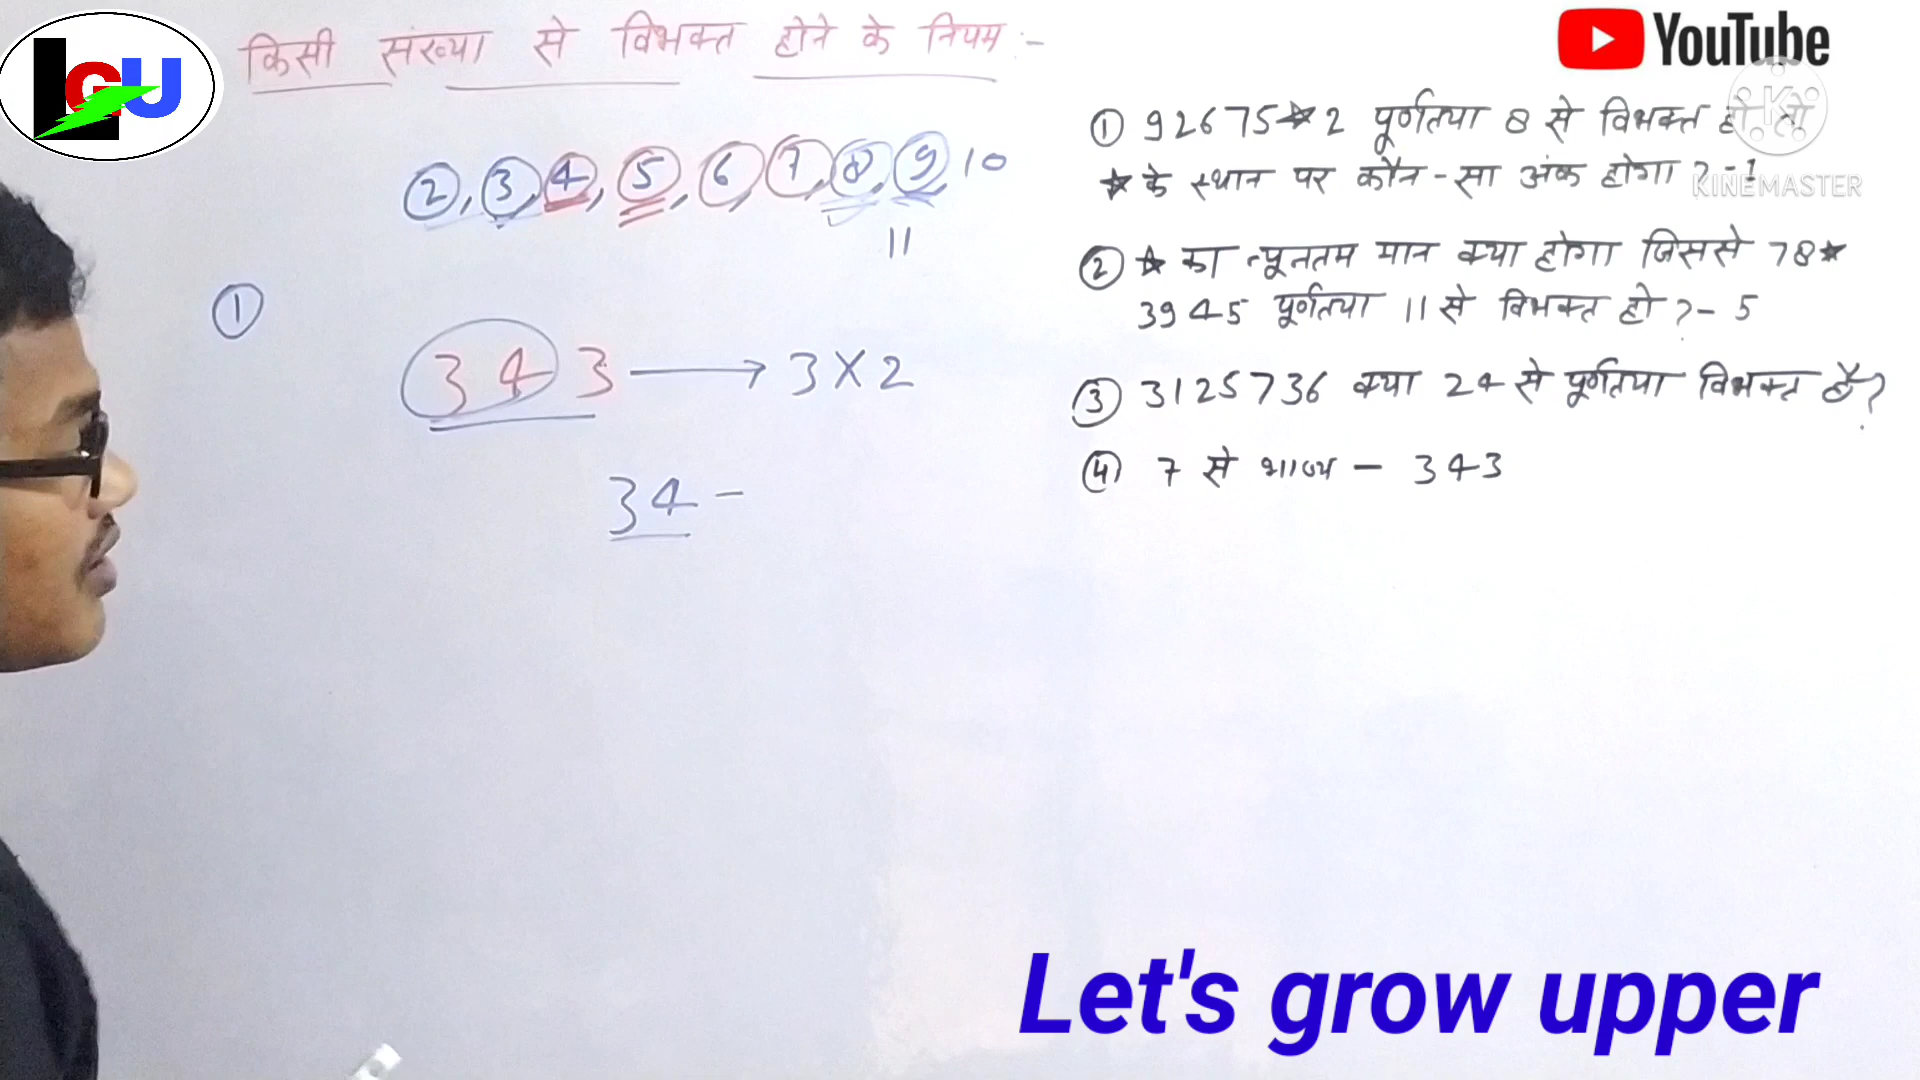 LGU
किसी संख्या से विभक्त होने के नियम :-
2, 3, 4, 5, 6, 7, 8, 9, 10
11
①
343 → 3×2
34 -
YouTube
① 92675*2 पूर्णतया 8 से विभक्त हो तो
* के स्थान पर कौन-सा अंक होगा ? - 1
KINEMASTER
② * का न्यूनतम मान क्या होगा जिससे 78*
3945 पूर्णतया 11 से विभक्त हो ? - 5
③ 3125736 क्या 24 से पूर्णतया विभक्त है ?
④ 7 से भाज्य - 343
Let's grow upper